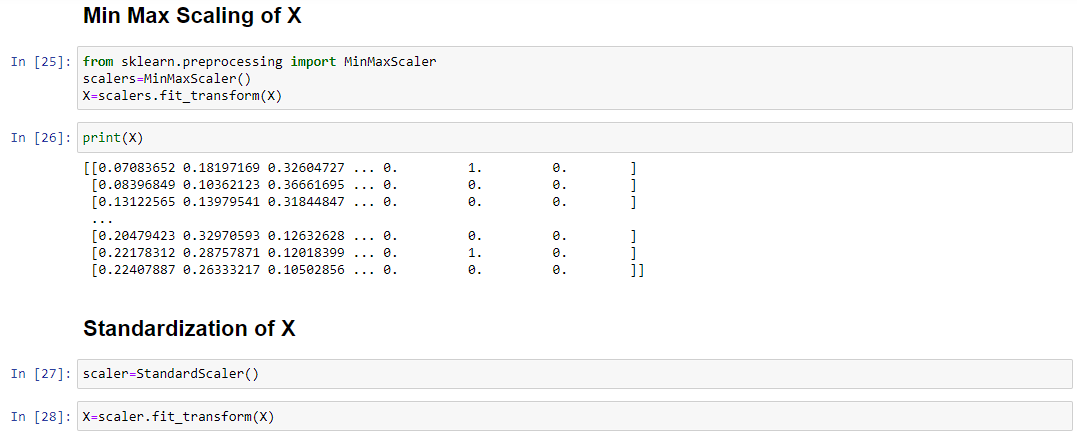 Min Max Scaling of X
In [25]: from sklearn.preprocessing import MinMaxScaler
scalers=MinMaxScaler()
X=scalers.fit_transform(X)
In [26]: print(X)
[[0.07083652 0.18197169 0.32604727 ... 0.         1.         0.        ]
 [0.08396849 0.10362123 0.36661695 ... 0.         0.         0.        ]
 [0.13122565 0.13979541 0.31844847 ... 0.         0.         0.        ]
 ...
 [0.20479423 0.32970593 0.12632628 ... 0.         0.         0.        ]
 [0.22178312 0.28757871 0.12018399 ... 0.         1.         0.        ]
 [0.22407887 0.26333217 0.10502856 ... 0.         0.         0.        ]]
Standardization of X
In [27]: scaler=StandardScaler()
In [28]: X=scaler.fit_transform(X)